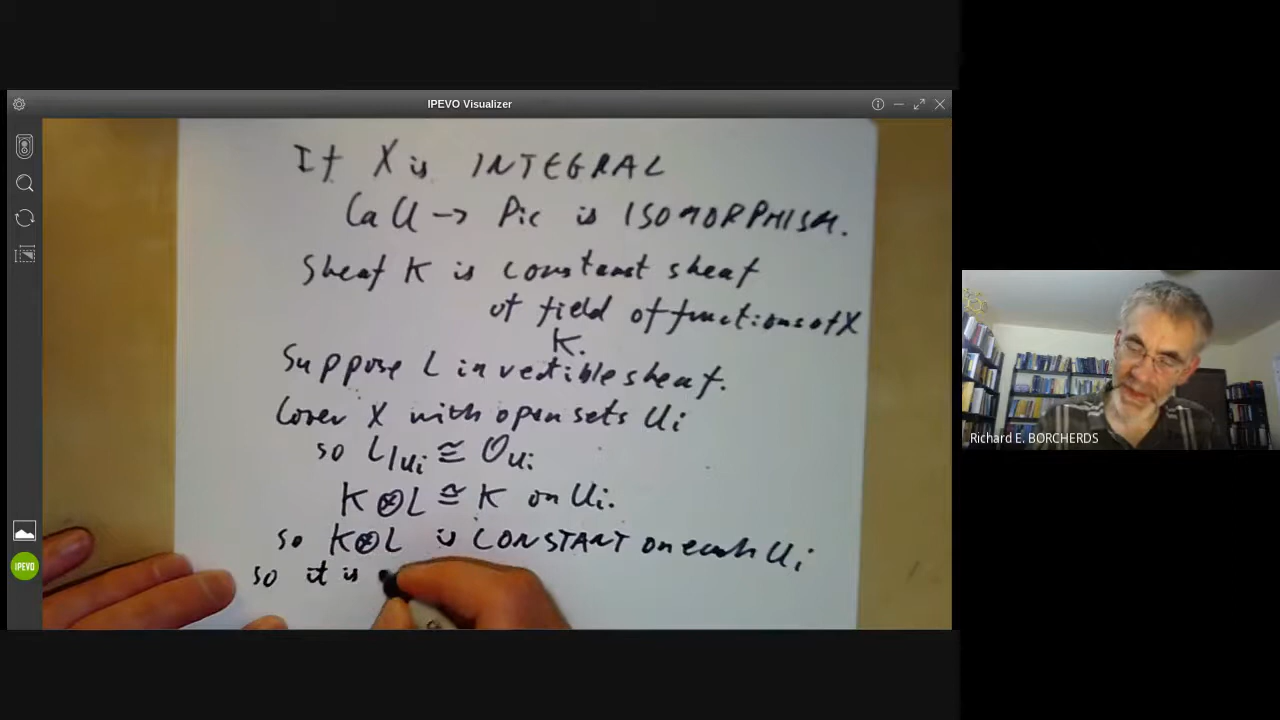 IPEVO Visualizer
If X is INTEGRAL
CaCl → Pic is ISOMORPHISM.
Sheaf K is constant sheaf
of field of functions of X
K.
Suppose L invertible sheaf.
Cover X with open sets Ui
so L|Ui ≅ OUi
K⊗L ≅ K on Ui.
so K⊗L is CONSTANT on each Ui
so it is
Richard E. BORCHERDS
IPEVO